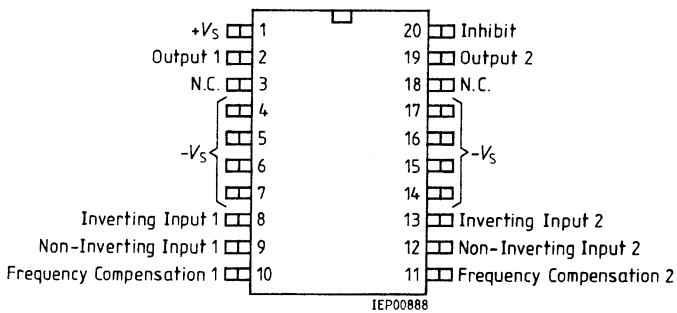 +VS 1 20 Inhibit
Output 1 2 19 Output 2
N.C. 3 18 N.C.
4 17
5 16
-VS -VS
6 15
7 14
Inverting Input 1 8 13 Inverting Input 2
Non-Inverting Input 1 9 12 Non-Inverting Input 2
Frequency Compensation 1 10 11 Frequency Compensation 2
IEP00888